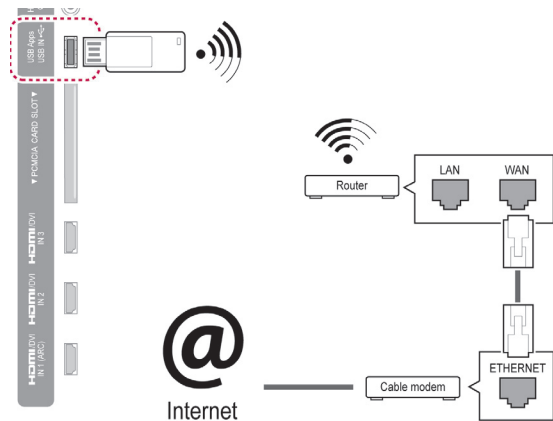 USB Apps
USB IN
▼ PCMCIA CARD SLOT ▼
HDMI/DVI
IN 3
HDMI/DVI
IN 2
HDMI/DVI
IN 1 (ARC)
Router
LAN
WAN
ETHERNET
Cable modem
@
Internet